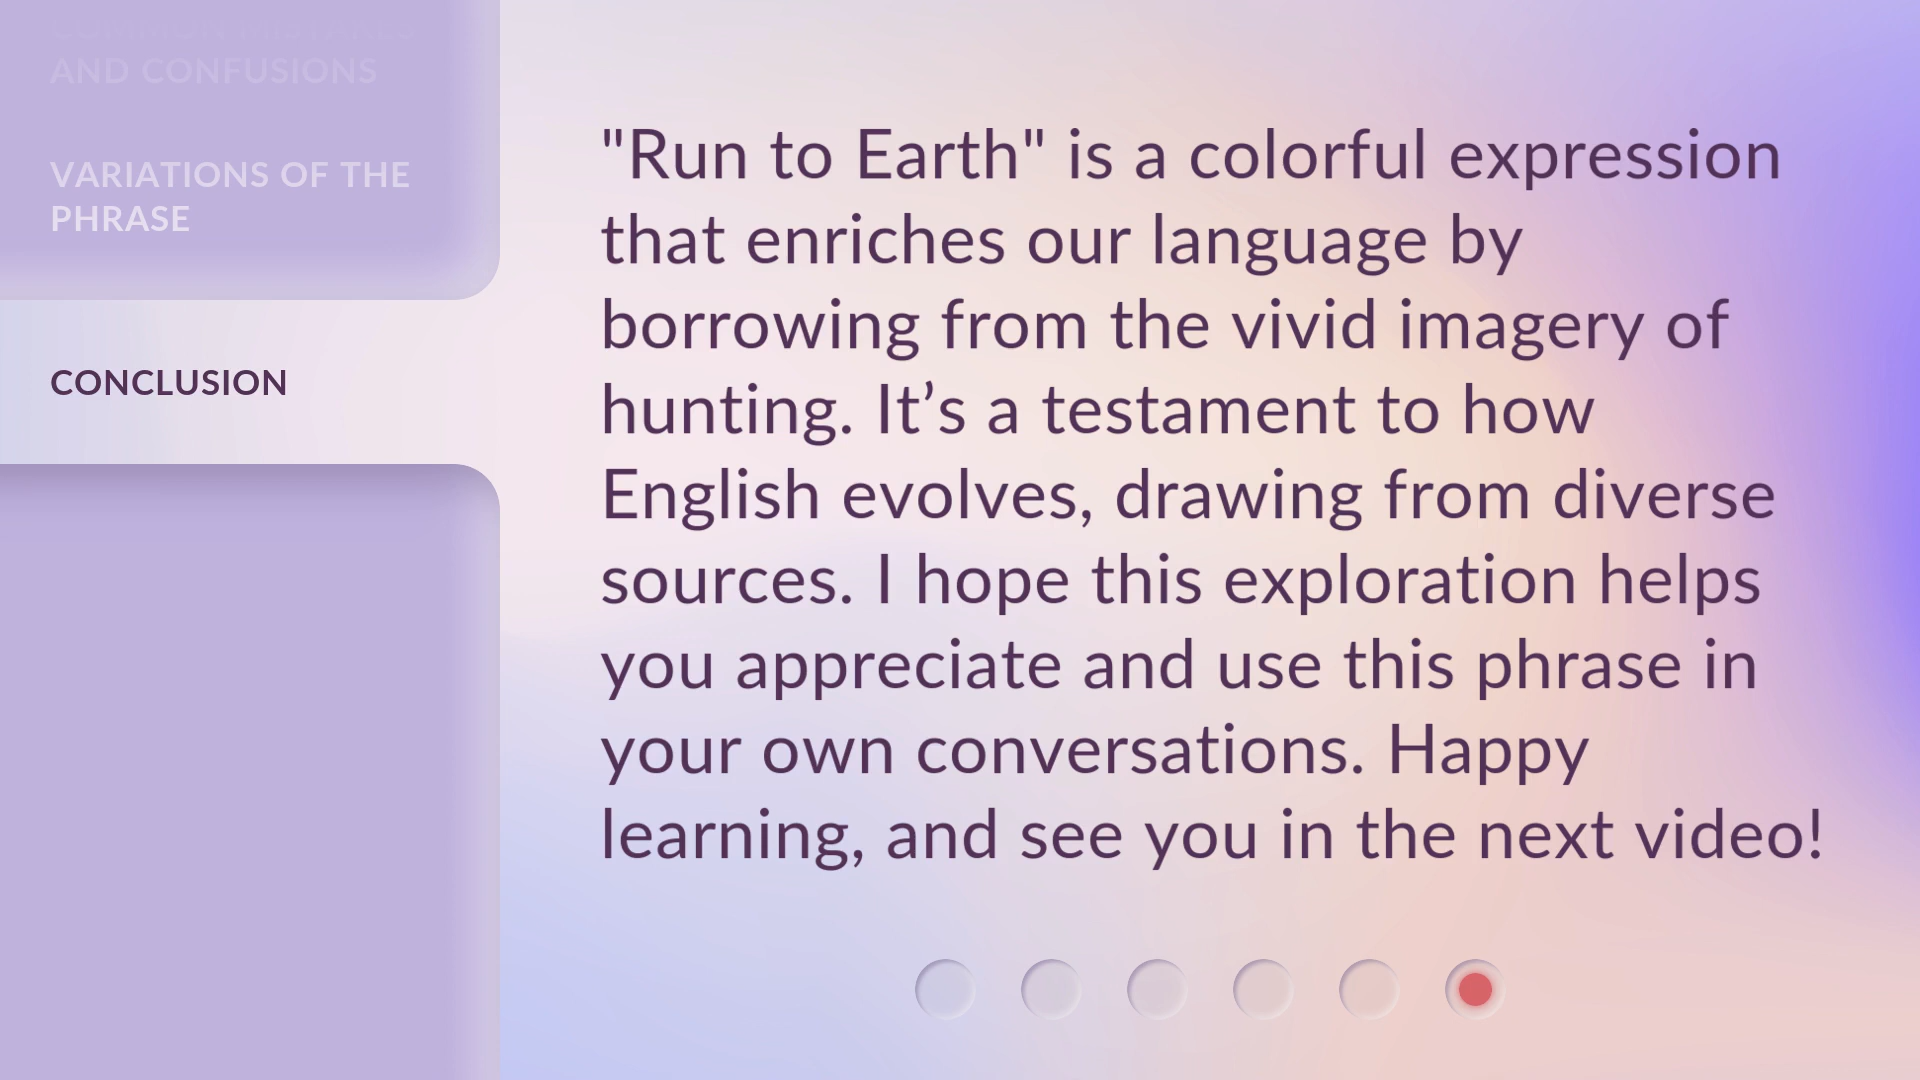 COMMON MISTAKES
AND CONFUSIONS
VARIATIONS OF THE
PHRASE
CONCLUSION
"Run to Earth" is a colorful expression
that enriches our language by
borrowing from the vivid imagery of
hunting. It’s a testament to how
English evolves, drawing from diverse
sources. I hope this exploration helps
you appreciate and use this phrase in
your own conversations. Happy
learning, and see you in the next video!